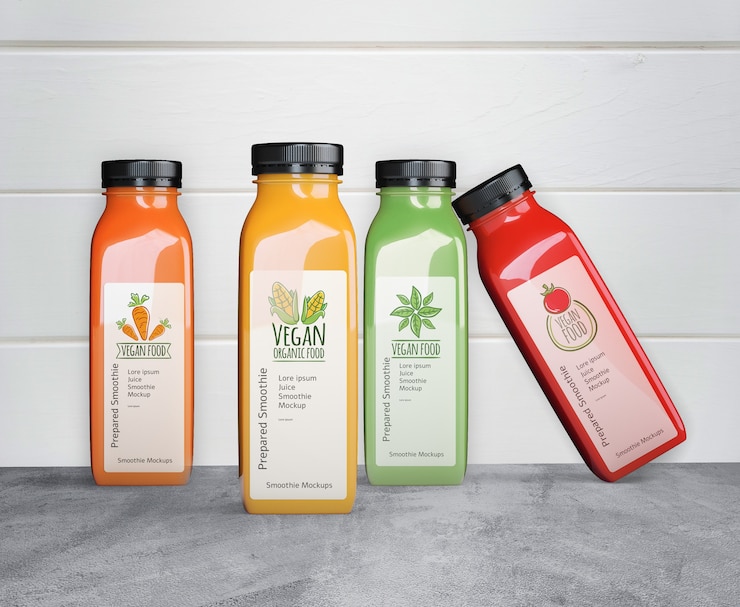 VEGAN FOOD
Prepared Smoothie
Lorem ipsum
Juice
Smoothie
Mockup
Smoothie Mockups
VEGAN
ORGANIC FOOD
Prepared Smoothie
Lore ipsum
Juice
Smoothie
Mockup
Smoothie Mockups
VEGAN FOOD
Prepared Smoothie
Lore ipsum
Juice
Smoothie
Mockup
Smoothie Mockups
VEGAN
FOOD
Prepared Smoothie
Lore ipsum
Juice
Smoothie
Mockup
Smoothie Mockups